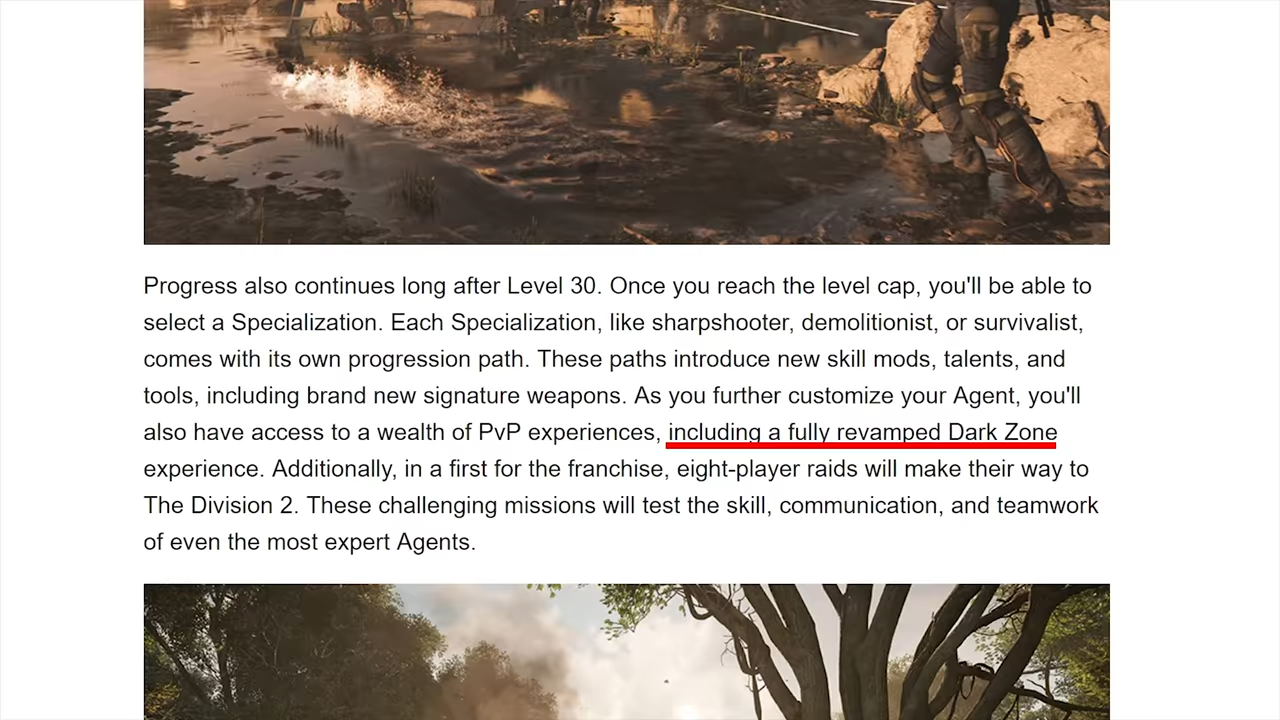 Progress also continues long after Level 30. Once you reach the level cap, you'll be able to
select a Specialization. Each Specialization, like sharpshooter, demolitionist, or survivalist,
comes with its own progression path. These paths introduce new skill mods, talents, and
tools, including brand new signature weapons. As you further customize your Agent, you'll
also have access to a wealth of PvP experiences, including a fully revamped Dark Zone
experience. Additionally, in a first for the franchise, eight-player raids will make their way to
The Division 2. These challenging missions will test the skill, communication, and teamwork
of even the most expert Agents.